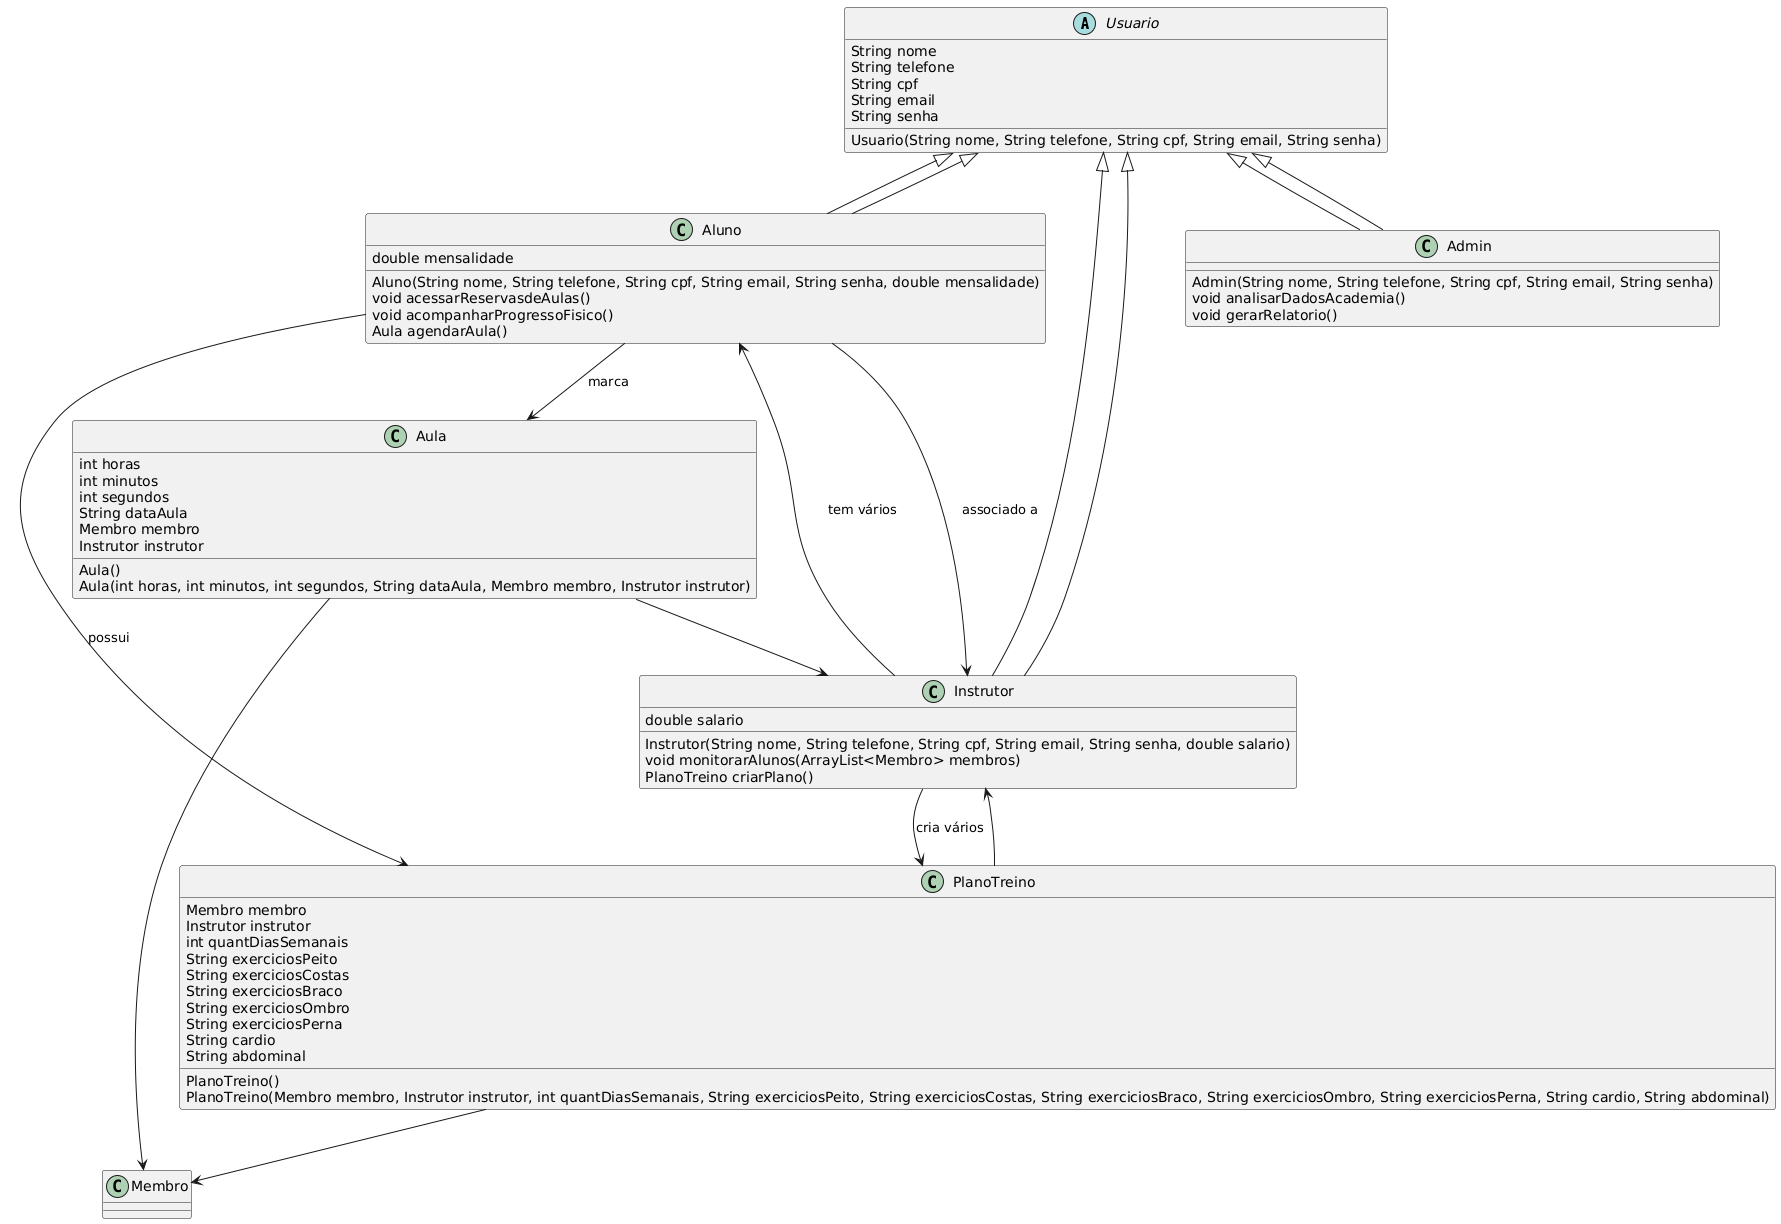 A Usuario
String nome
String telefone
String cpf
String email
String senha
Usuario(String nome, String telefone, String cpf, String email, String senha)
C Aluno
double mensalidade
Aluno(String nome, String telefone, String cpf, String email, String senha, double mensalidade)
void acessarReservasdeAulas()
void acompanharProgressoFisico()
Aula agendarAula()
C Admin
Admin(String nome, String telefone, String cpf, String email, String senha)
void analisarDadosAcademia()
void gerarRelatorio()
marca
C Aula
int horas
int minutos
int segundos
String dataAula
Membro membro
Instrutor instrutor
Aula()
Aula(int horas, int minutos, int segundos, String dataAula, Membro membro, Instrutor instrutor)
tem vários
associado a
possui
C Instrutor
double salario
Instrutor(String nome, String telefone, String cpf, String email, String senha, double salario)
void monitorarAlunos(ArrayList<Membro> membros)
PlanoTreino criarPlano()
cria vários
C PlanoTreino
Membro membro
Instrutor instrutor
int quantDiasSemanais
String exerciciosPeito
String exerciciosCostas
String exerciciosBraco
String exerciciosOmbro
String exerciciosPerna
String cardio
String abdominal
PlanoTreino()
PlanoTreino(Membro membro, Instrutor instrutor, int quantDiasSemanais, String exerciciosPeito, String exerciciosCostas, String exerciciosBraco, String exerciciosOmbro, String exerciciosPerna, String cardio, String abdominal)
C Membro